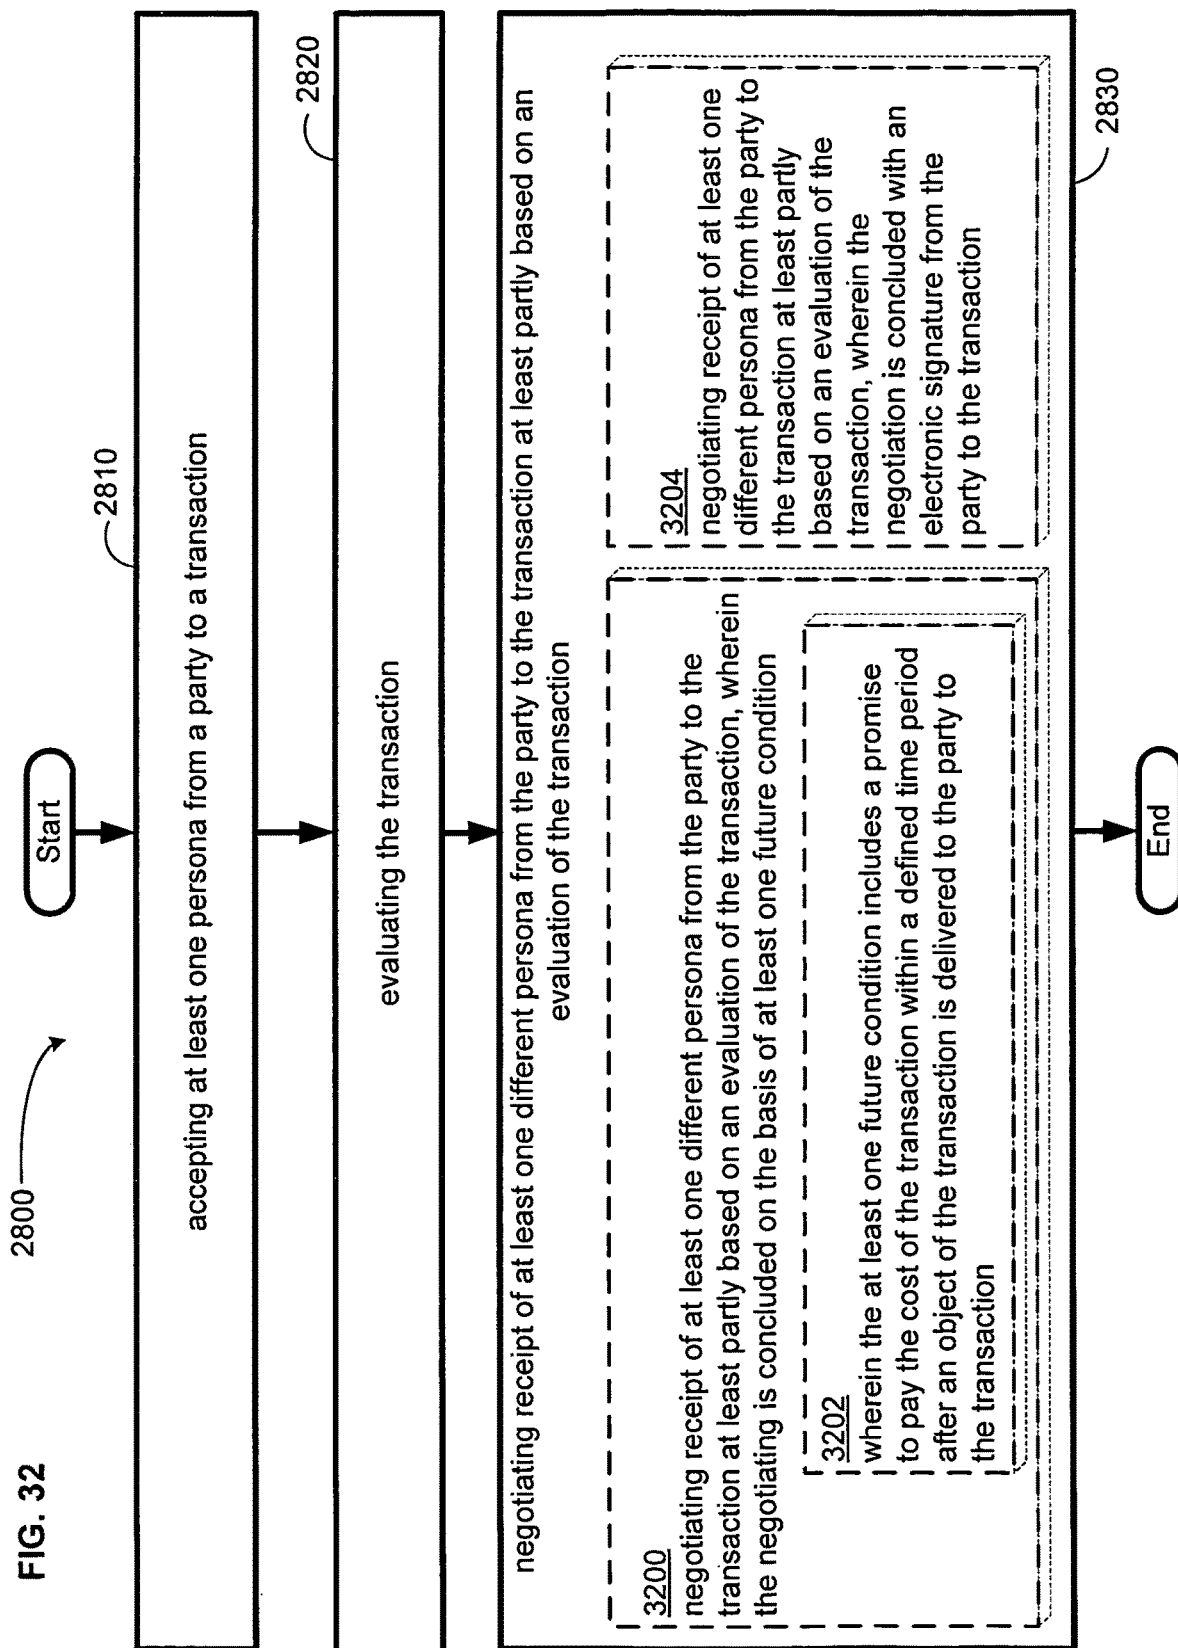 FIG. 32
2800
Start
2810
accepting at least one persona from a party to a transaction
2820
evaluating the transaction
negotiating receipt of at least one different persona from the party to the transaction at least partly based on an
evaluation of the transaction
3200
negotiating receipt of at least one different persona from the party to the
transaction at least partly based on an evaluation of the transaction, wherein
the negotiating is concluded on the basis of at least one future condition
3202
wherein the at least one future condition includes a promise
to pay the cost of the transaction within a defined time period
after an object of the transaction is delivered to the party to
the transaction
3204
negotiating receipt of at least one
different persona from the party to
the transaction at least partly
based on an evaluation of the
transaction, wherein the
negotiation is concluded with an
electronic signature from the
party to the transaction
2830
End